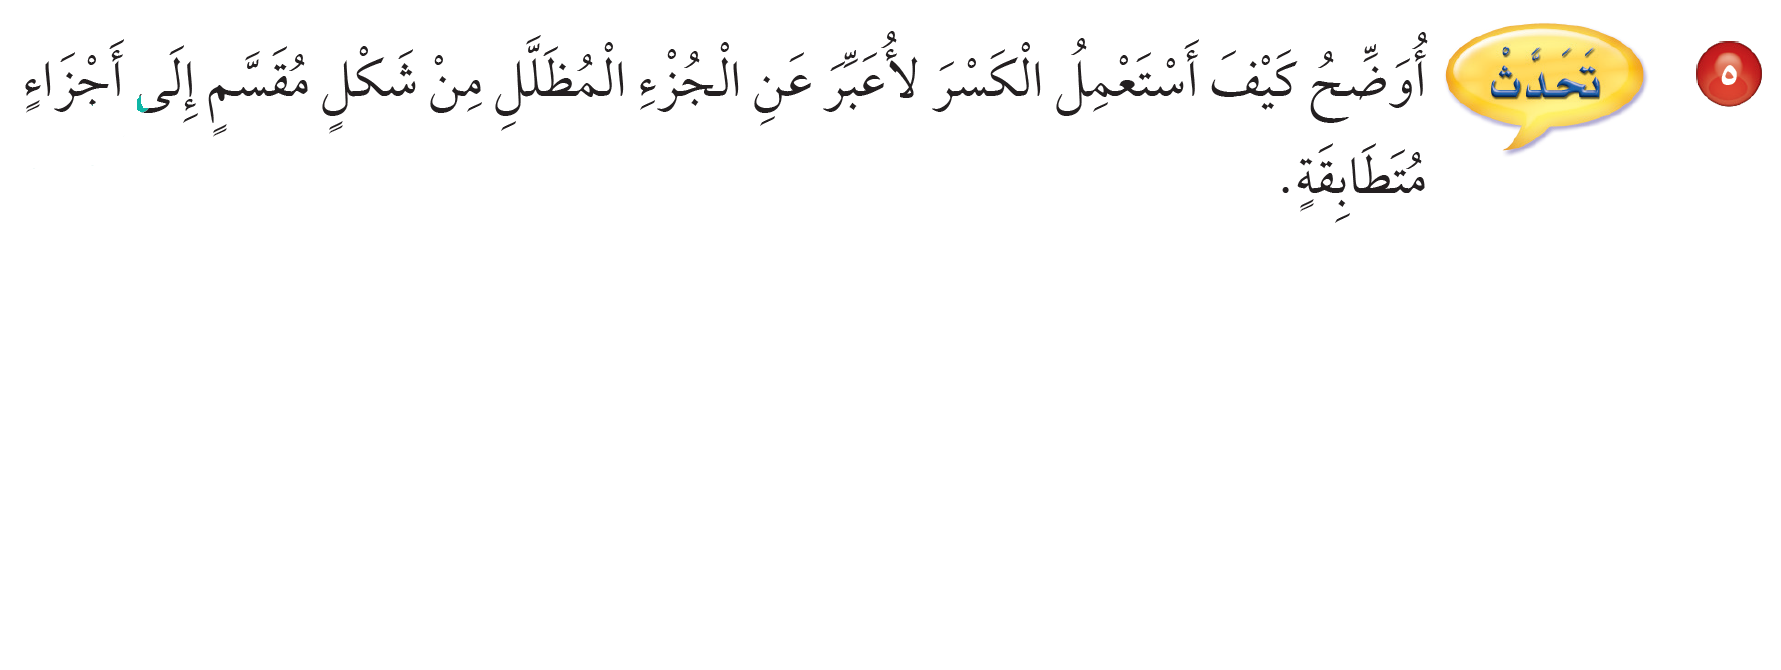 ٥ تَحَدَّثْ أُوَضِّحُ كَيْفَ أَسْتَعْمِلُ الْكَسْرَ لأُعَبِّرَ عَنِ الْجُزْءِ الْمُظَلَّلِ مِنْ شَكْلٍ مُقَسَّمٍ إِلَى أَجْزَاءٍ
مُتَطَابِقَةٍ.